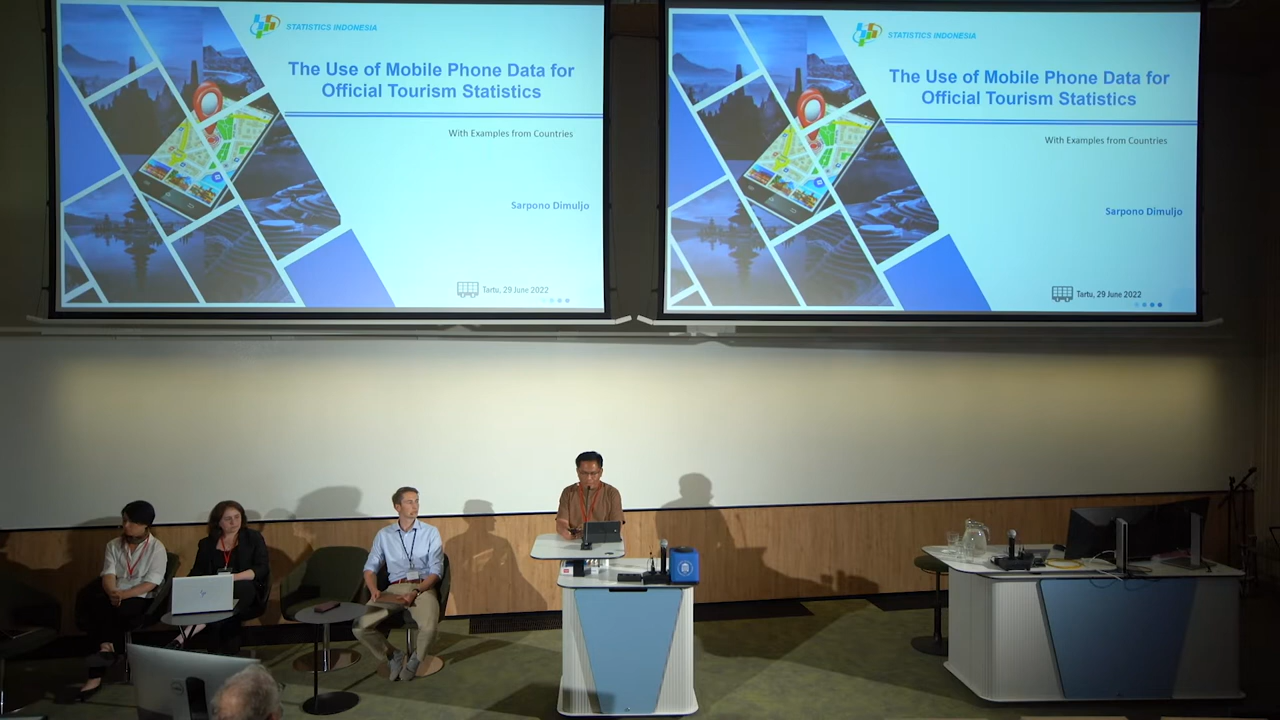 STATISTICS INDONESIA
The Use of Mobile Phone Data for
Official Tourism Statistics
With Examples from Countries
Sarpono Dimuljo
Tartu, 29 June 2022
STATISTICS INDONESIA
The Use of Mobile Phone Data for
Official Tourism Statistics
With Examples from Countries
Sarpono Dimuljo
Tartu, 29 June 2022